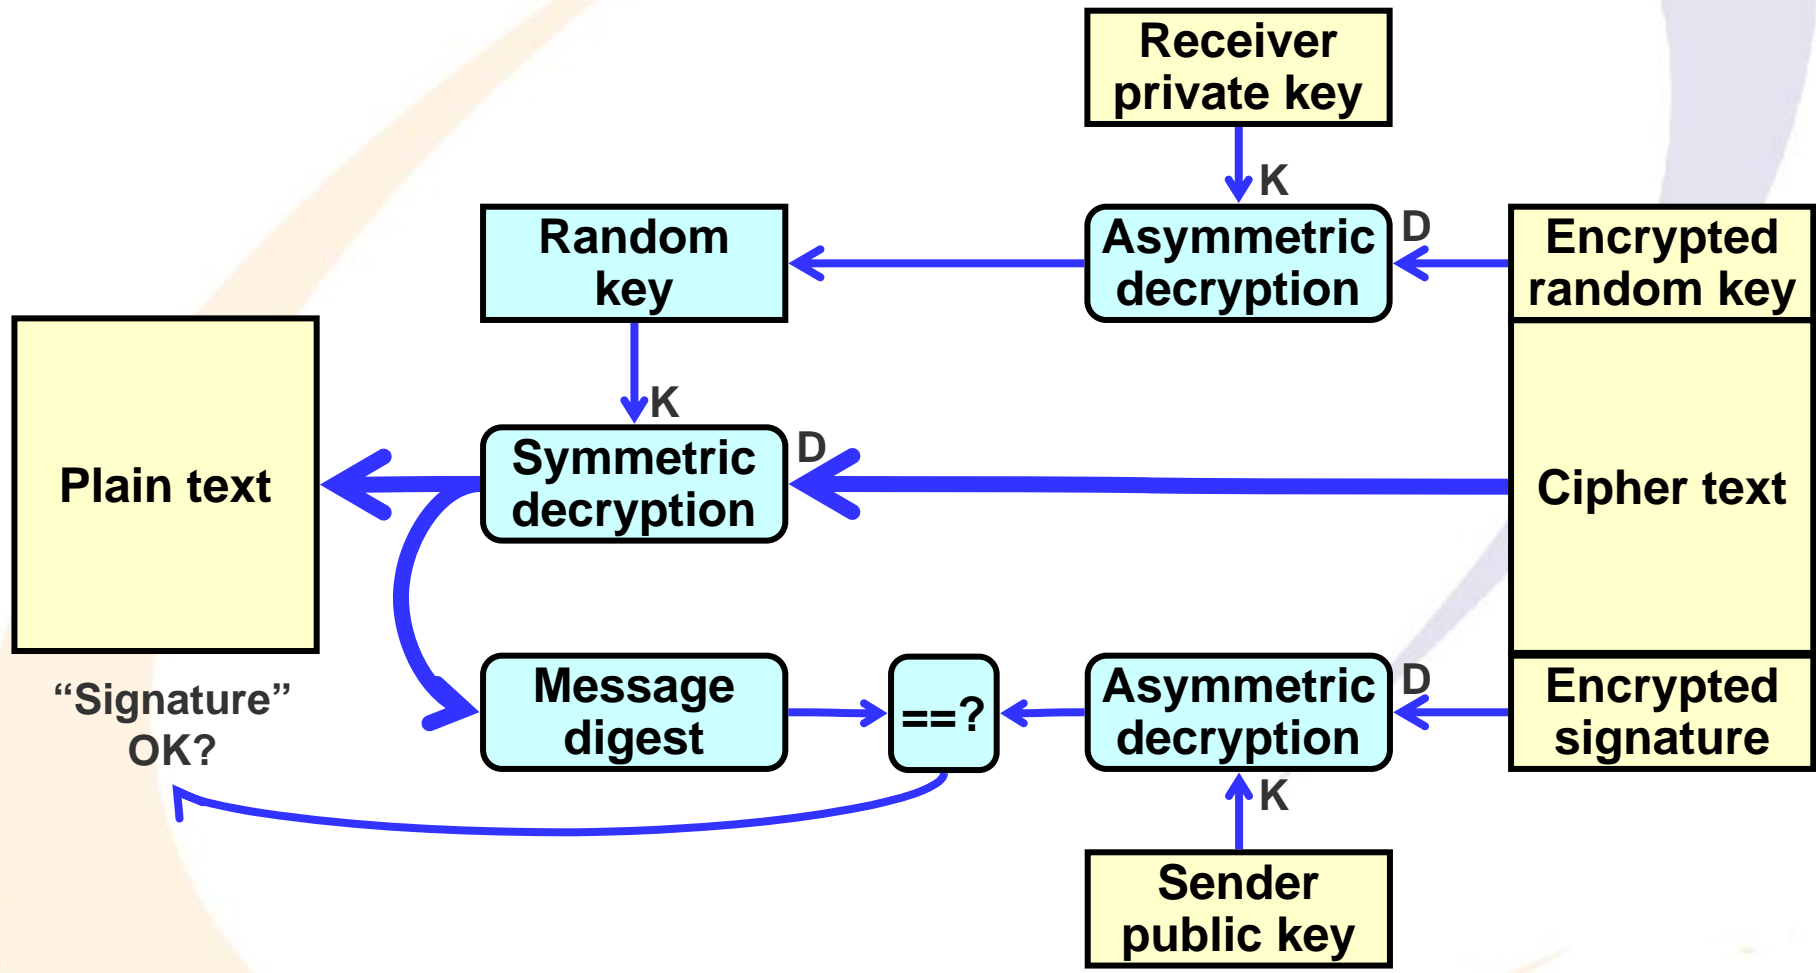 Receiver
private key
K
Random
key
Asymmetric
decryption
D
Encrypted
random key
K
Plain text
Symmetric
decryption
D
Cipher text
“Signature”
OK?
Message
digest
==?
Asymmetric
decryption
D
Encrypted
signature
K
Sender
public key